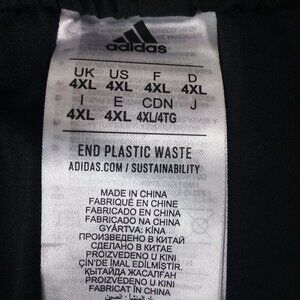 adidas
UK US F D
4XL 4XL 4XL 4XL
I E CDN J
4XL 4XL 4XL/4TG
END PLASTIC WASTE
ADIDAS.COM / SUSTAINABILITY
MADE IN CHINA
FABRIQUÉ EN CHINE
FABRICADO EN CHINA
FABRICADO NA CHINA
GYÁRTVA: KÍNA
ПРОИЗВЕДЕНО В КИТАЙ
СДЕЛАНО В КИТАЕ
PROIZVEDENO U KINI
ÇİN'DE İMAL EDİLMİŞTİR.
ҚЫТАЙДА ЖАСАЛҒАН
FABRICAT ÎN CHINA